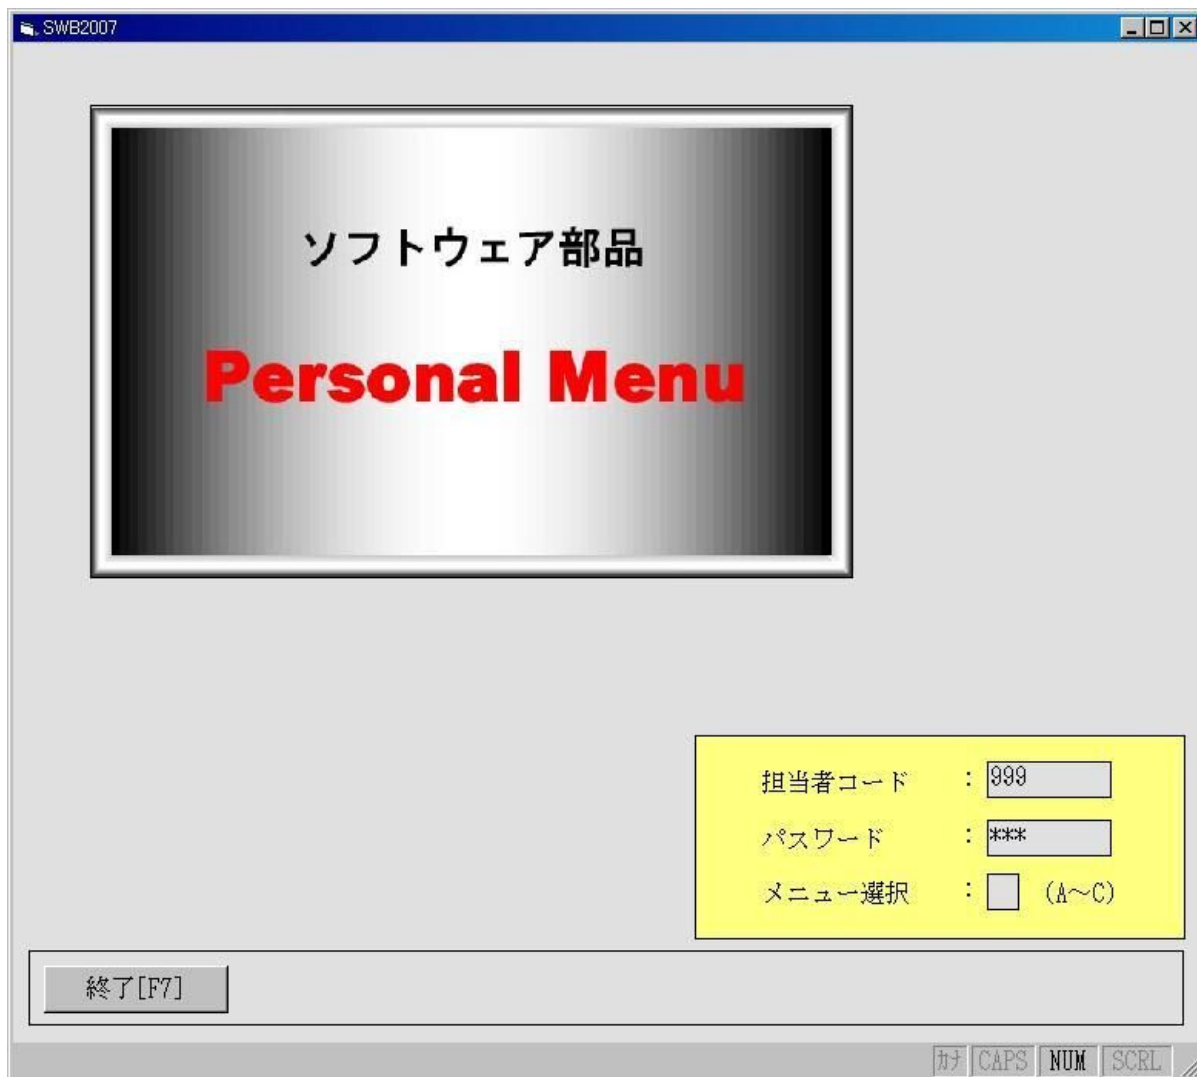 SWB2007
ソフトウェア部品
Personal Menu
担当者コード : 999
パスワード : ***
メニュー選択 : (A～C)
終了[F7]
カナ CAPS NUM SCRL